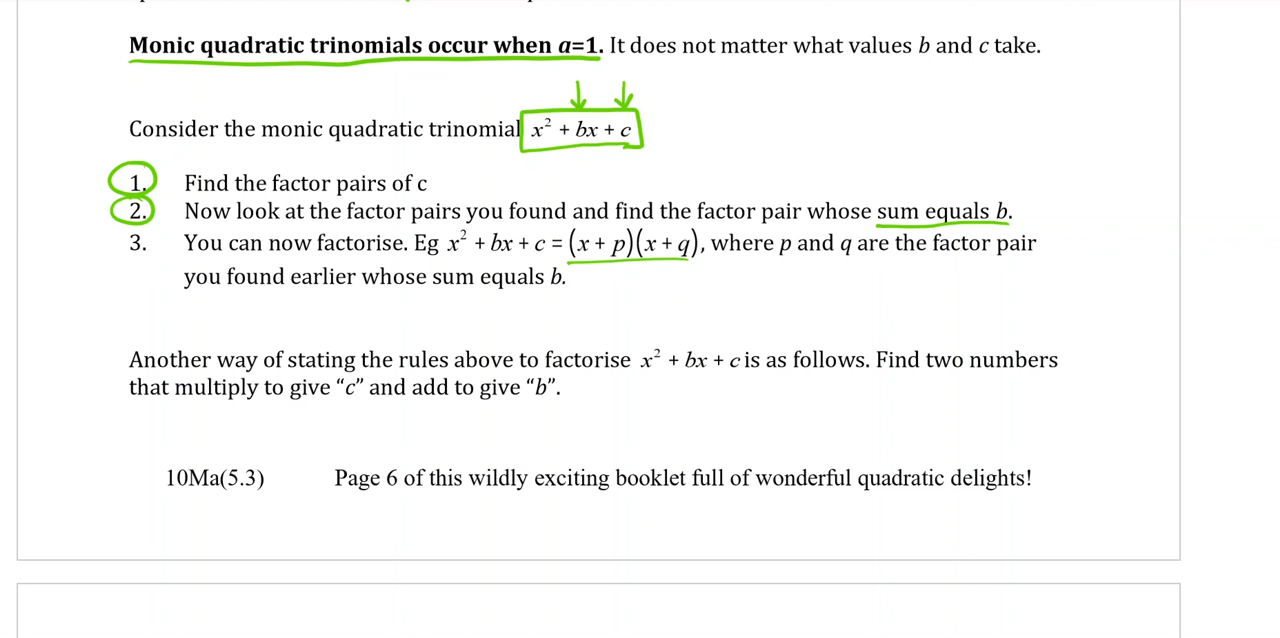 Monic quadratic trinomials occur when a=1. It does not matter what values b and c take.
Consider the monic quadratic trinomial x² + bx + c
1. Find the factor pairs of c
2. Now look at the factor pairs you found and find the factor pair whose sum equals b.
3. You can now factorise. Eg x² + bx + c = (x + p)(x + q), where p and q are the factor pair
you found earlier whose sum equals b.
Another way of stating the rules above to factorise x² + bx + c is as follows. Find two numbers
that multiply to give “c” and add to give “b”.
10Ma(5.3) Page 6 of this wildly exciting booklet full of wonderful quadratic delights!